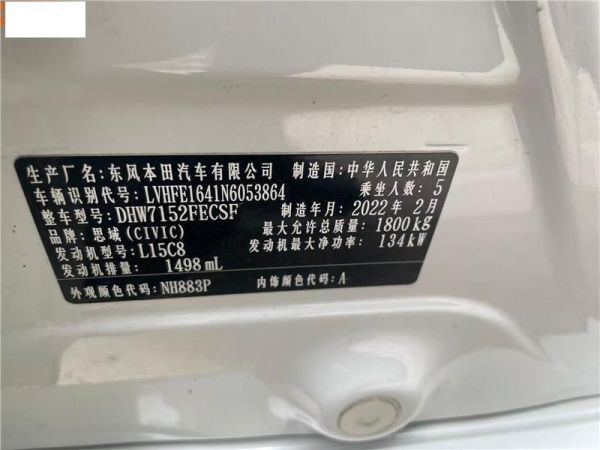 生产厂名:东风本田汽车有限公司 制造国:中华人民共和国
车辆识别代号:LVHFE1641N6053864 乘坐人数:5
整车型号:DHW7152FECSF 制造年月:2022年2月
品牌:思域(CIVIC) 最大允许总质量:1800kg
发动机型号:L15C8 发动机最大净功率:134kW
发动机排量:1498mL
外观颜色代码:NH883P 内饰颜色代码:A